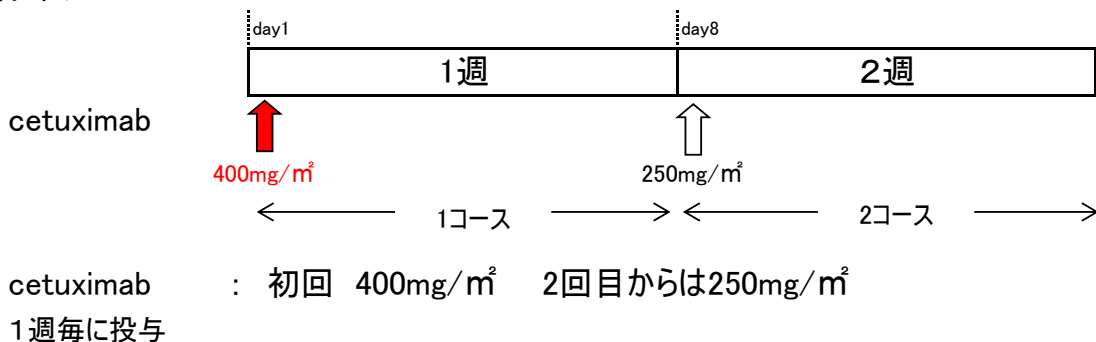 day1 day8
1週 2週
cetuximab
400mg/㎡ 250mg/㎡
1コース 2コース
cetuximab : 初回 400mg/㎡ 2回目からは250mg/㎡
1週毎に投与